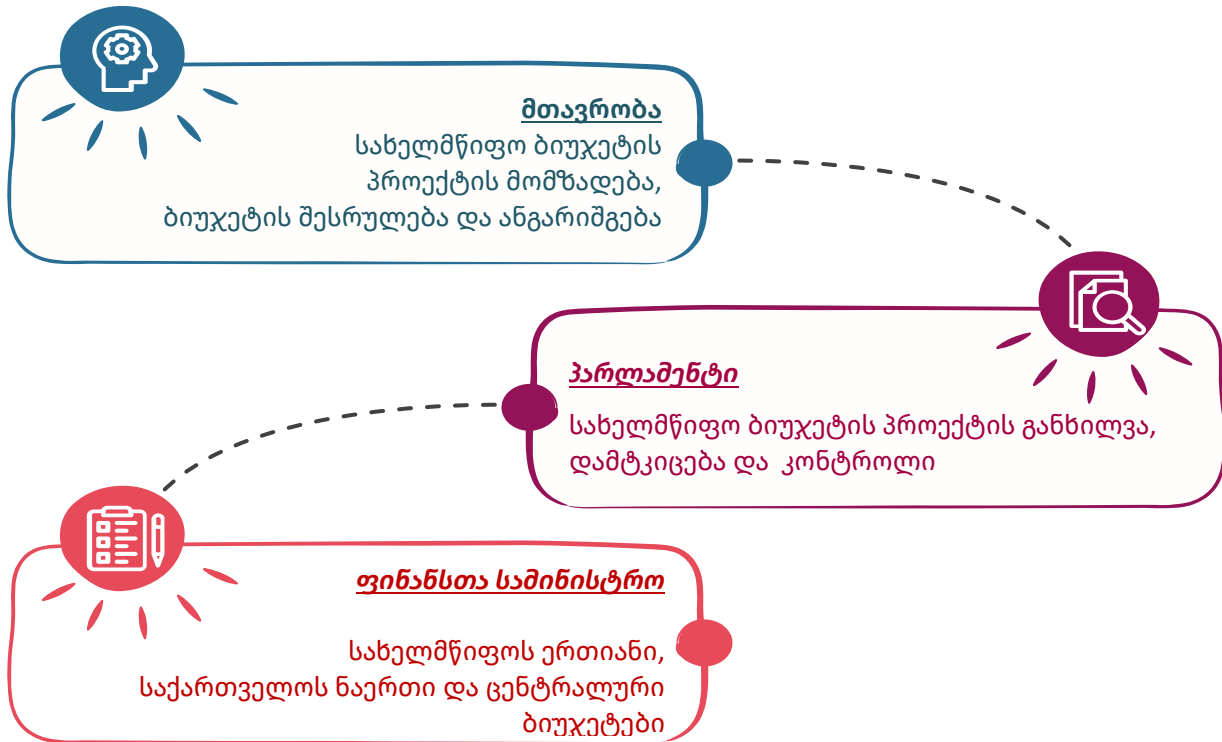 მთავრობა
სახელმწიფო ბიუჯეტის
პროექტის მომზადება,
ბიუჯეტის შესრულება და ანგარიშგება
პარლამენტი
სახელმწიფო ბიუჯეტის პროექტის განხილვა,
დამტკიცება და კონტროლი
ფინანსთა სამინისტრო
სახელმწიფოს ერთიანი,
საქართველოს ნაერთი და ცენტრალური
ბიუჯეტები